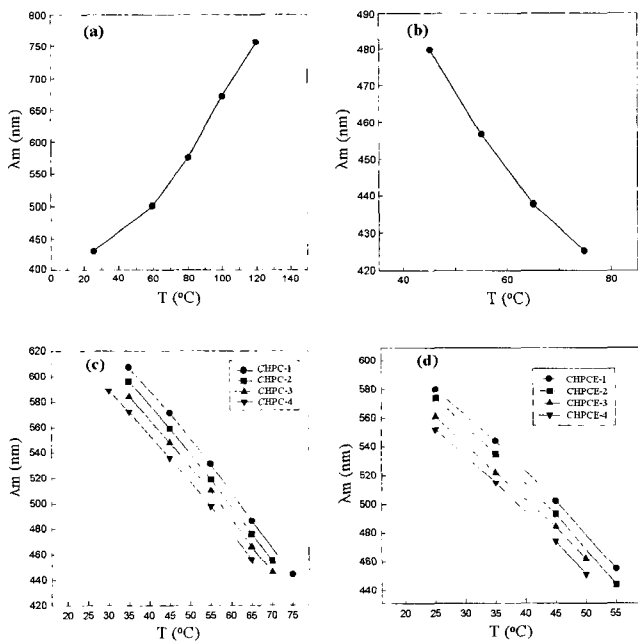 (a)
λm (nm)
800
750
700
650
600
550
500
450
400
0 20 40 60 80 100 120 140
T (°C)
(b)
λm (nm)
490
480
470
460
450
440
430
420
40 60 80
T (°C)
(c)
CHPC-1
CHPC-2
CHPC-3
CHPC-4
λm (nm)
620
600
580
560
540
520
500
480
460
440
420
20 25 30 35 40 45 50 55 60 65 70 75
T (°C)
(d)
CHPCE-1
CHPCE-2
CHPCE-3
CHPCE-4
λm (nm)
600
580
560
540
520
500
480
460
440
20 25 30 35 40 45 50 55
T (°C)